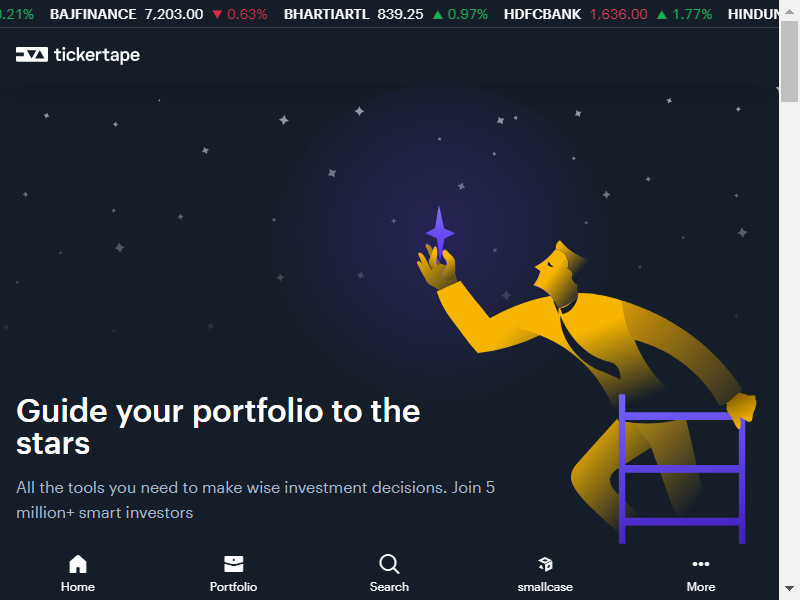 0.21% BAJFINANCE 7,203.00 ▼ 0.63% BHARTIARTL 839.25 ▲ 0.97% HDFCBANK 1,636.00 ▲ 1.77%
tickertape
Guide your portfolio to the
stars
All the tools you need to make wise investment decisions. Join 5
million+ smart investors
Home Portfolio Search smallcase More